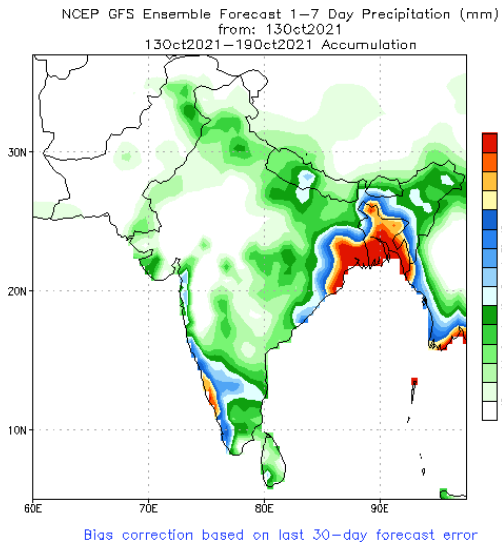 NCEP GFS Ensemble Forecast 1-7 Day Precipitation (mm)
from: 13Oct2021
13Oct2021-19Oct2021 Accumulation
30N
20N
10N
60E 70E 80E 90E
Bias correction based on last 30-day forecast error